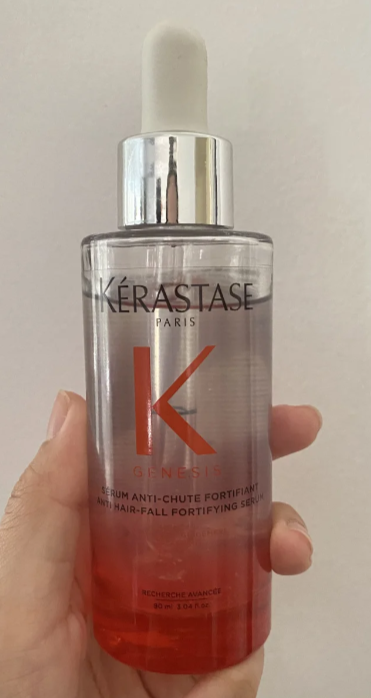 KÉRASTASE
PARIS
K
GENESIS
SÉRUM ANTI-CHUTE FORTIFIANT
ANTI HAIR-FALL FORTIFYING SERUM
RECHERCHE AVANCÉE
90 ml 3.04 fl.oz